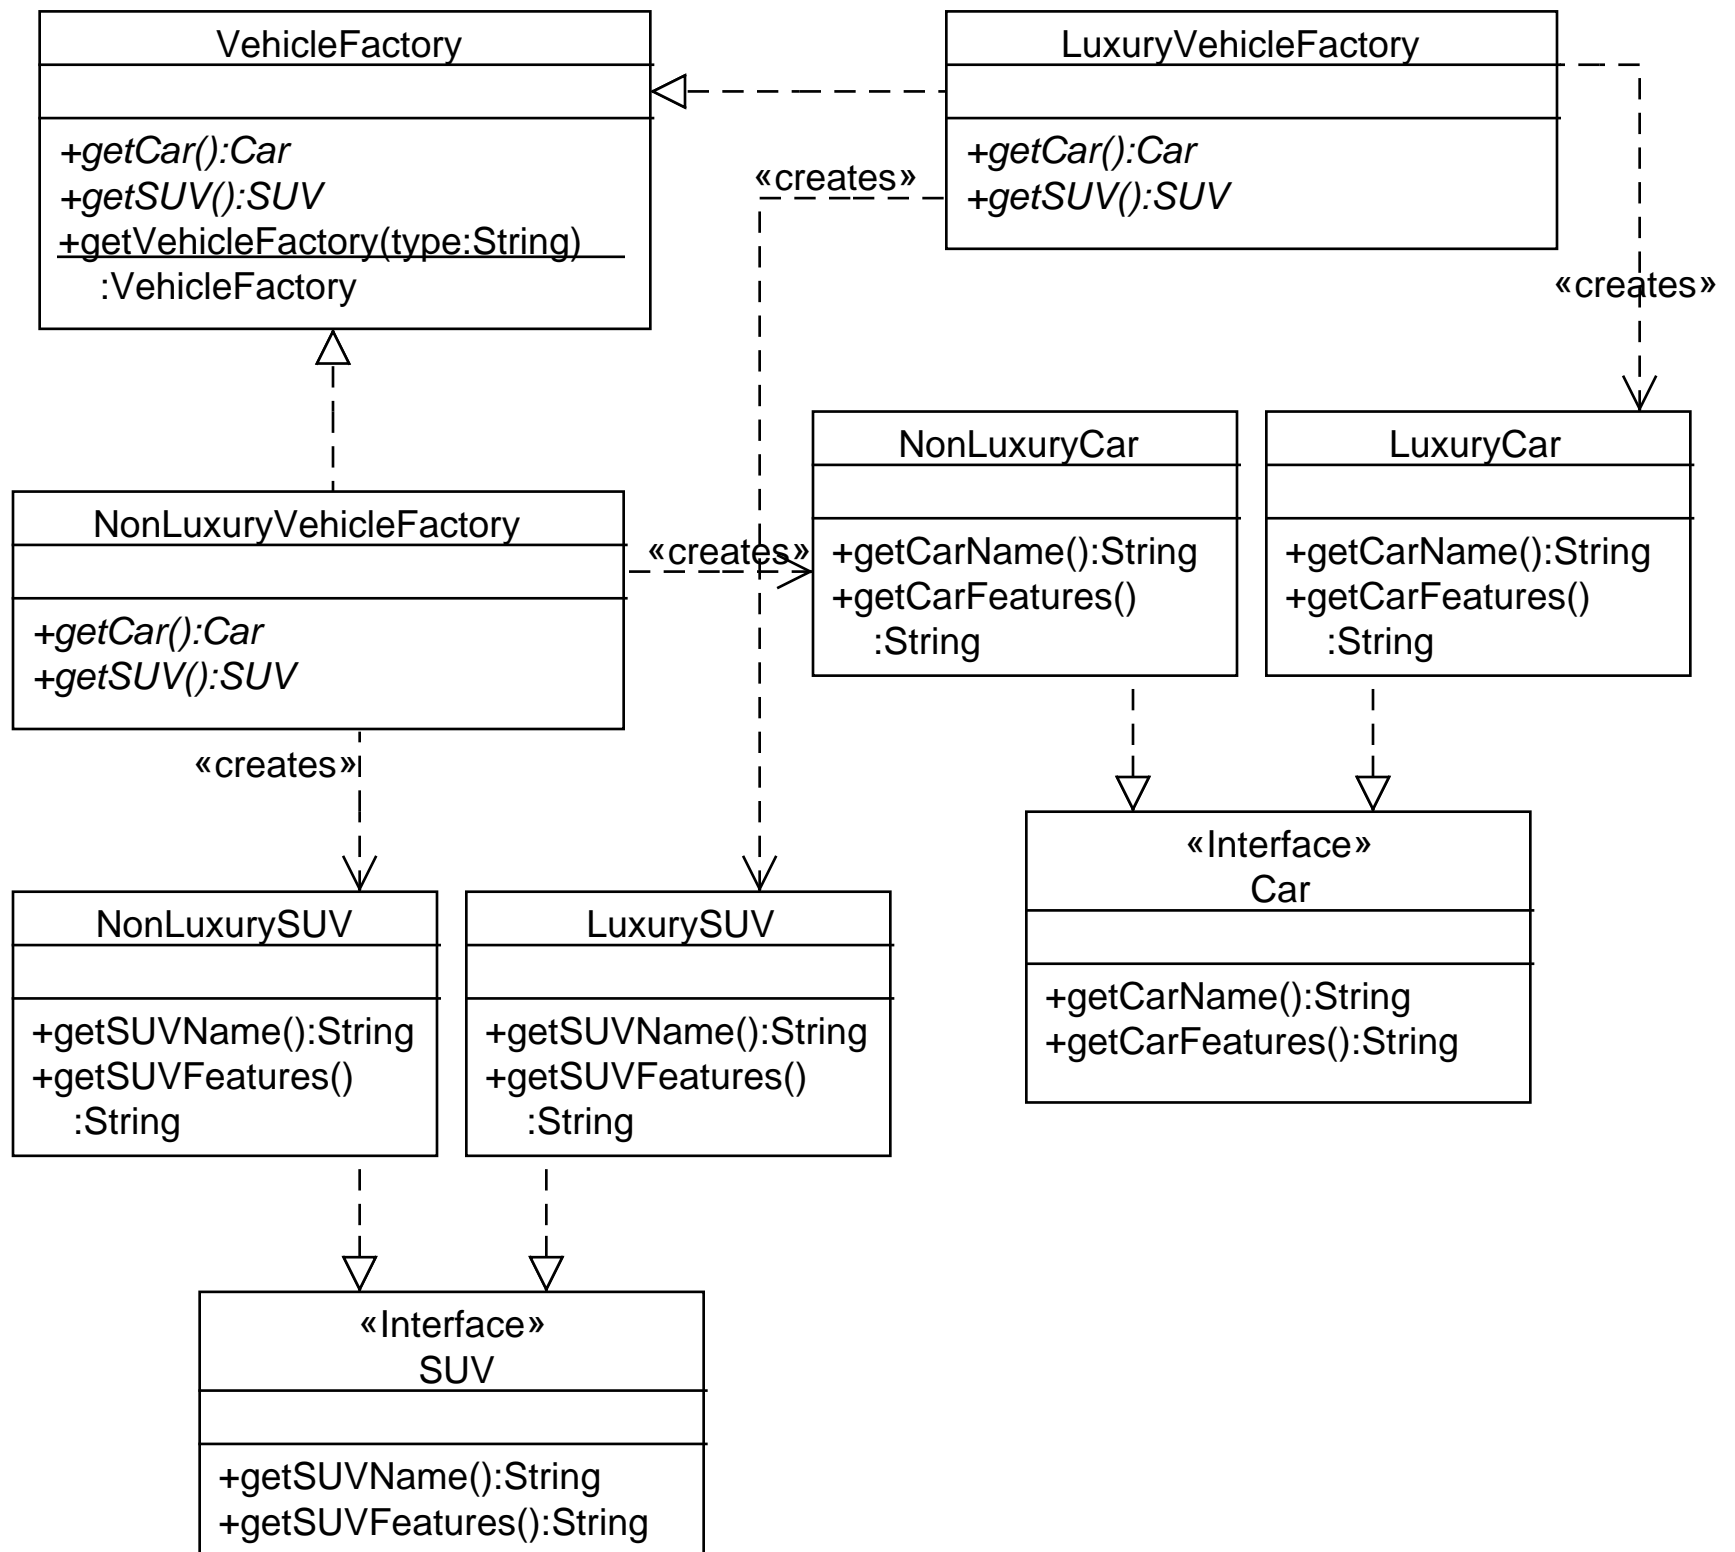 VehicleFactory
+getCar():Car
+getSUV():SUV
+getVehicleFactory(type:String)
:VehicleFactory
LuxuryVehicleFactory
+getCar():Car
+getSUV():SUV
«creates»
«creates»
NonLuxuryVehicleFactory
+getCar():Car
+getSUV():SUV
«creates»
«creates»
NonLuxuryCar
+getCarName():String
+getCarFeatures()
:String
LuxuryCar
+getCarName():String
+getCarFeatures()
:String
«Interface»
Car
+getCarName():String
+getCarFeatures():String
NonLuxurySUV
+getSUVName():String
+getSUVFeatures()
:String
LuxurySUV
+getSUVName():String
+getSUVFeatures()
:String
«Interface»
SUV
+getSUVName():String
+getSUVFeatures():String